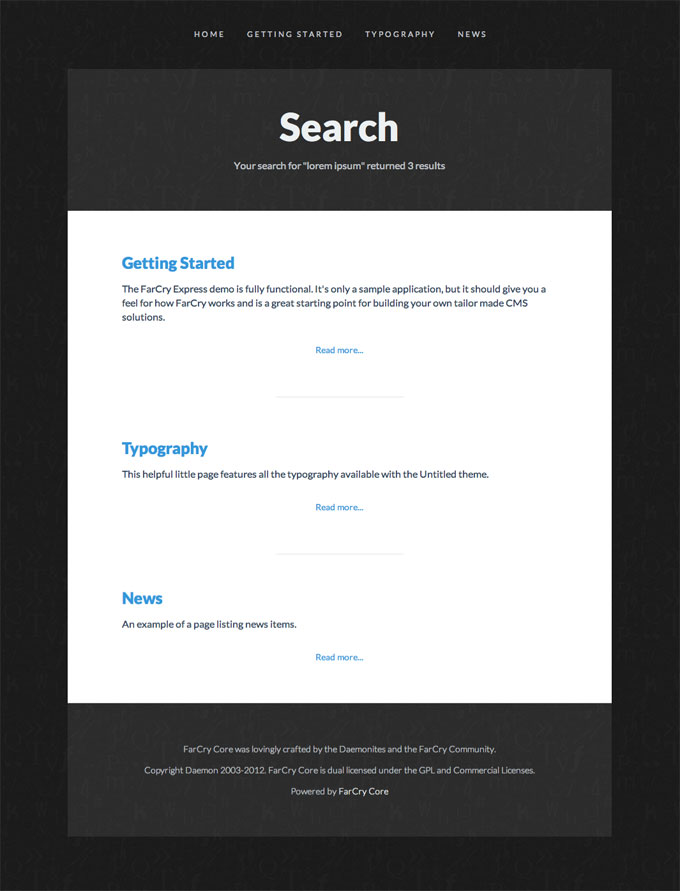 HOME GETTING STARTED TYPOGRAPHY NEWS
Search
Your search for "lorem ipsum" returned 3 results
Getting Started
The FarCry Express demo is fully functional. It's only a sample application, but it should give you a
feel for how FarCry works and is a great starting point for building your own tailor made CMS
solutions.
Read more...
Typography
This helpful little page features all the typography available with the Untitled theme.
Read more...
News
An example of a page listing news items.
Read more...
FarCry Core was lovingly crafted by the Daemonites and the FarCry Community.
Copyright Daemon 2003-2012. FarCry Core is dual licensed under the GPL and Commercial Licenses.
Powered by FarCry Core